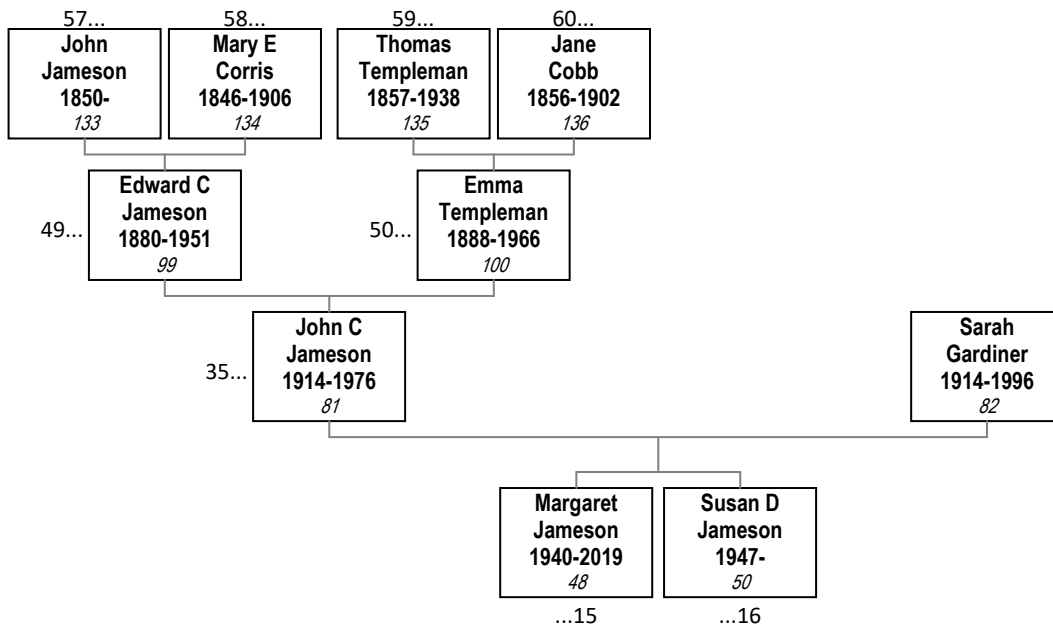 57...
58...
59...
60...
John
Jameson
1850-
133
Mary E
Corris
1846-1906
134
Thomas
Templeman
1857-1938
135
Jane
Cobb
1856-1902
136
49...
Edward C
Jameson
1880-1951
99
50...
Emma
Templeman
1888-1966
100
35...
John C
Jameson
1914-1976
81
Sarah
Gardiner
1914-1996
82
Margaret
Jameson
1940-2019
48
Susan D
Jameson
1947-
50
...15
...16